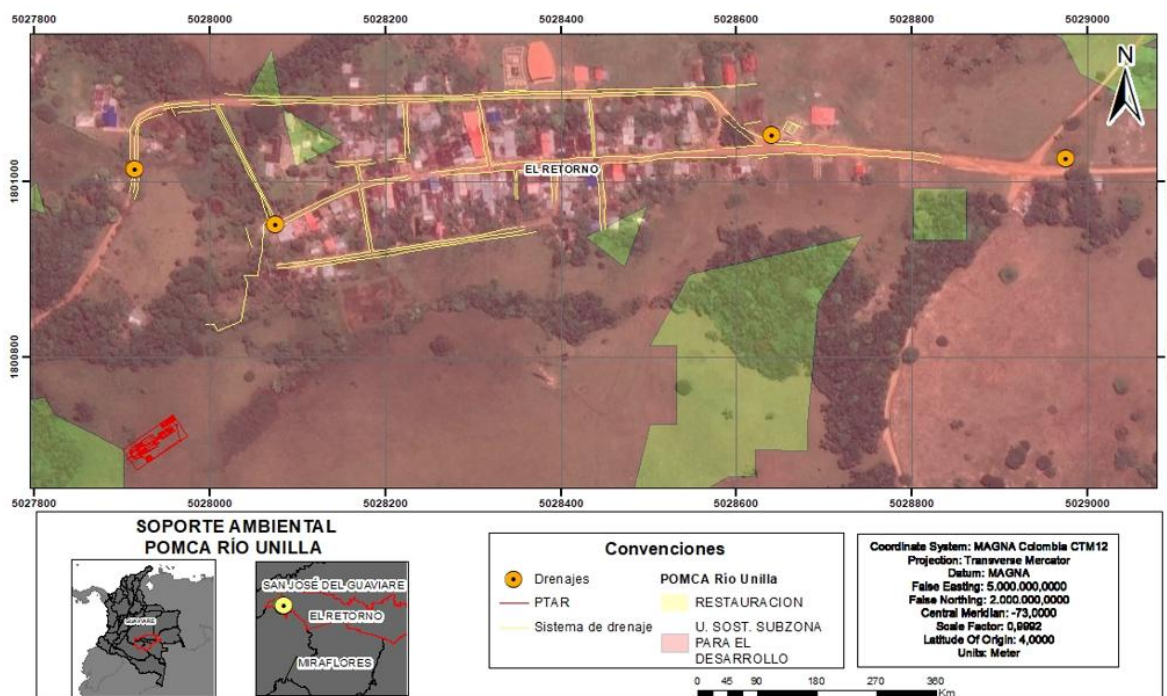 5027800 5028000 5028200 5028400 5028600 5028800 5029000
N
1801000
EL RETORNO
1800800
5027800 5028000 5028200 5028400 5028600 5028800 5029000
SOPORTE AMBIENTAL
POMCA RÍO UNILLA
GUAVIARE
SAN JOSÉ DEL GUAVIARE
EL RETORNO
MIRAFLORES
Convenciones
Drenajes
PTAR
Sistema de drenaje
POMCA Río Unilla
RESTAURACION
U. SOST. SUBZONA
PARA EL
DESARROLLO
Coordinate System: MAGNA Colombia CTM12
Projection: Transverse Mercator
Datum: MAGNA
False Easting: 5.000.000,0000
False Northing: 2.000.000,0000
Central Meridian: -73,0000
Scale Factor: 0,9992
Latitude Of Origin: 4,0000
Units: Meter
0 45 90 180 270 360
Km